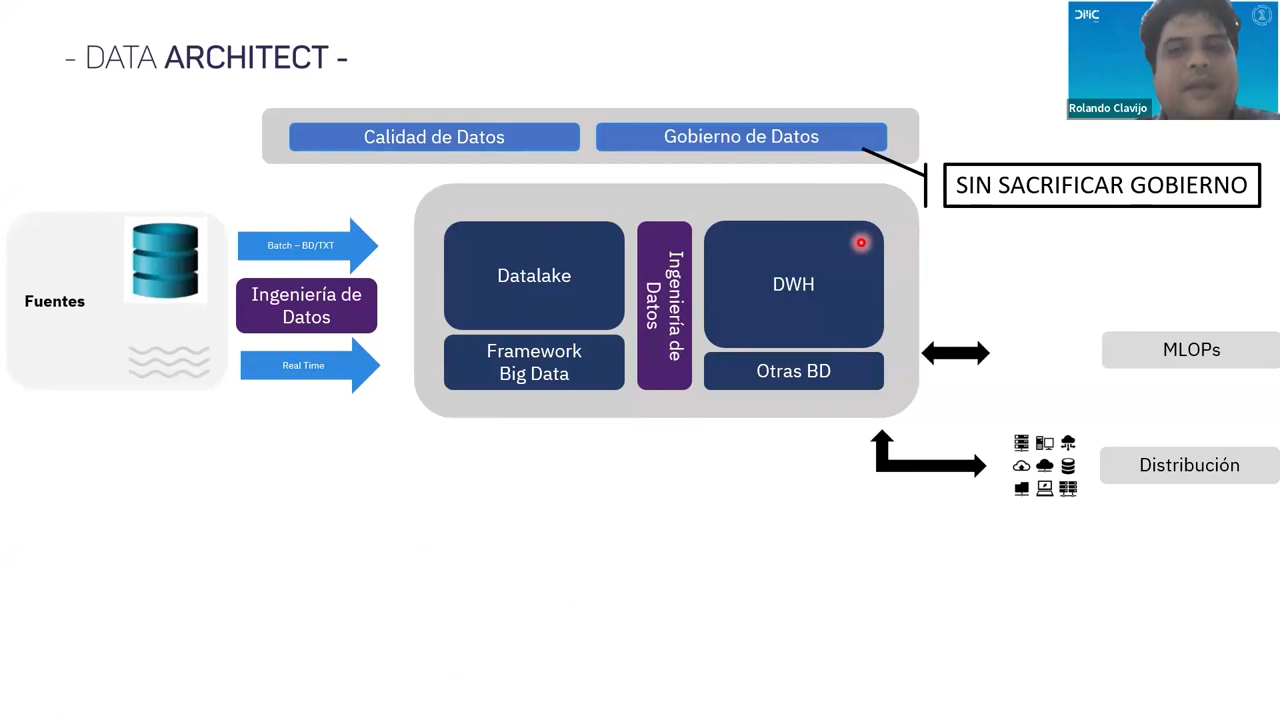 - DATA ARCHITECT -
DMC
Rolando Clavijo
Calidad de Datos
Gobierno de Datos
SIN SACRIFICAR GOBIERNO
Fuentes
Batch – BD/TXT
Ingeniería de
Datos
Real Time
Datalake
Framework
Big Data
Ingeniería de
Datos
DWH
Otras BD
MLOPs
Distribución